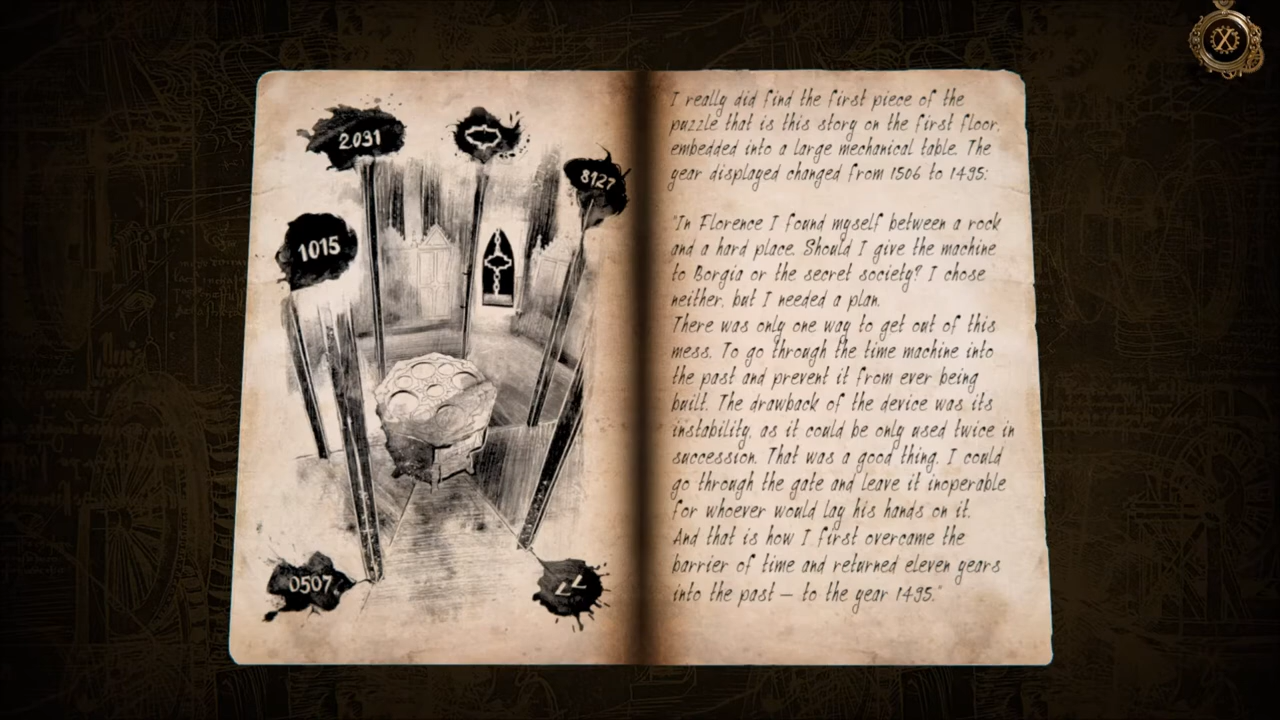 2031
8127
1015
0507
I really did find the first piece of the
puzzle that is this story on the first floor,
embedded into a large mechanical table. The
year displayed changed from 1506 to 1495:
"In Florence I found myself between a rock
and a hard place. Should I give the machine
to Borgia or the secret society? I chose
neither, but I needed a plan.
There was only one way to get out of this
mess. To go through the time machine into
the past and prevent it from ever being
built. The drawback of the device was its
instability, as it could be only used twice in
succession. That was a good thing. I could
go through the gate and leave it inoperable
for whoever would lay his hands on it.
And that is how I first overcame the
barrier of time and returned eleven years
into the past – to the year 1495."